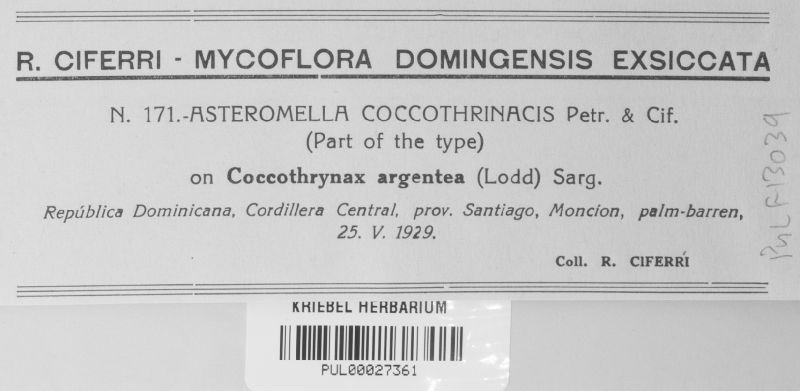 R. CIFERRI - MYCOFLORA DOMINGENSIS EXSICCATA
N. 171.-ASTEROMELLA COCCOTHRINACIS Petr. & Cif.
(Part of the type)
on Coccothrynax argentea (Lodd) Sarg.
República Dominicana, Cordillera Central, prov. Santiago, Moncion, palm-barren,
25. V. 1929.
Coll. R. CIFERRÍ
PUL F13039
KRIEBEL HERBARIUM
PUL00027361